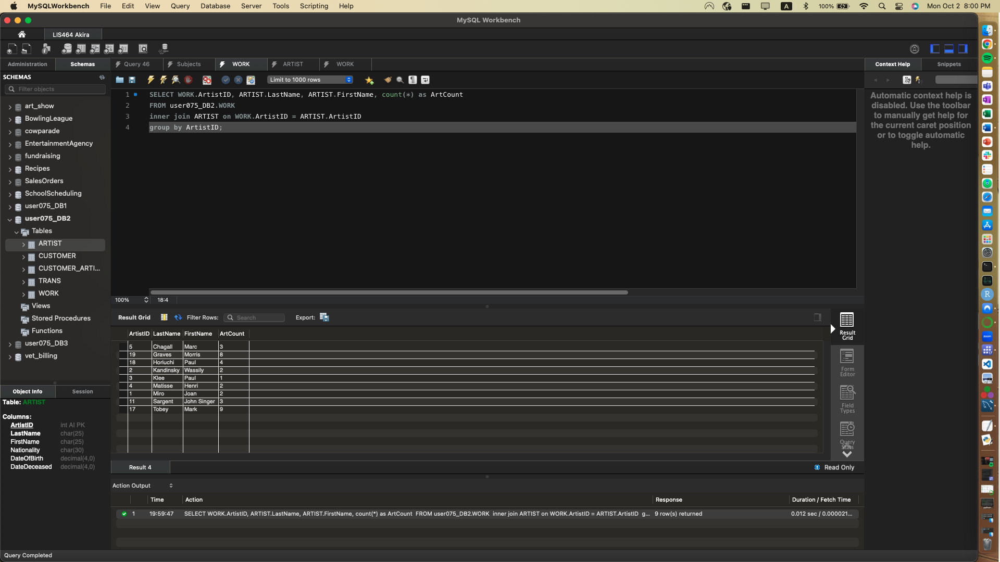 MySQLWorkbench File Edit View Query Database Server Tools Scripting Help
A 100% Mon Oct 2 8:00 PM
MySQL Workbench
LIS464 Akira
Administration Schemas Query 46 Subjects WORK ARTIST WORK Context Help Snippets
SCHEMAS
Filter objects
Limit to 1000 rows
art_show
BowlingLeague
cowparade
EntertainmentAgency
fundraising
Recipes
SalesOrders
SchoolScheduling
user075_DB1
user075_DB2
Tables
ARTIST
CUSTOMER
CUSTOMER_ARTI...
TRANS
WORK
Views
Stored Procedures
Functions
user075_DB3
vet_billing
1 SELECT WORK.ArtistID, ARTIST.LastName, ARTIST.FirstName, count(*) as ArtCount
2 FROM user075_DB2.WORK
3 inner join ARTIST on WORK.ArtistID = ARTIST.ArtistID
4 group by ArtistID;
Automatic context help is
disabled. Use the toolbar
to manually get help for
the current caret position
or to toggle automatic
help.
100% 18:4
Result Grid Filter Rows: Search Export:
ArtistID LastName FirstName ArtCount
5 Chagall Marc 3
19 Graves Morris 8
18 Horiuchi Paul 4
2 Kandinsky Wassily 2
3 Klee Paul 1
4 Matisse Henri 2
1 Miro Joan 2
11 Sargent John Singer 3
17 Tobey Mark 9
Result
Grid
Form
Editor
Field
Types
Query
Stats
Object Info Session
Table: ARTIST
Columns:
ArtistID int AI PK
LastName char(25)
FirstName char(25)
Nationality char(30)
DateOfBirth decimal(4,0)
DateDeceased decimal(4,0)
Result 4 Read Only
Action Output
Time Action Response Duration / Fetch Time
1 19:59:47 SELECT WORK.ArtistID, ARTIST.LastName, ARTIST.FirstName, count(*) as ArtCount FROM user075_DB2.WORK inner join ARTIST on WORK.ArtistID = ARTIST.ArtistID g... 9 row(s) returned 0.012 sec / 0.000021...
Query Completed